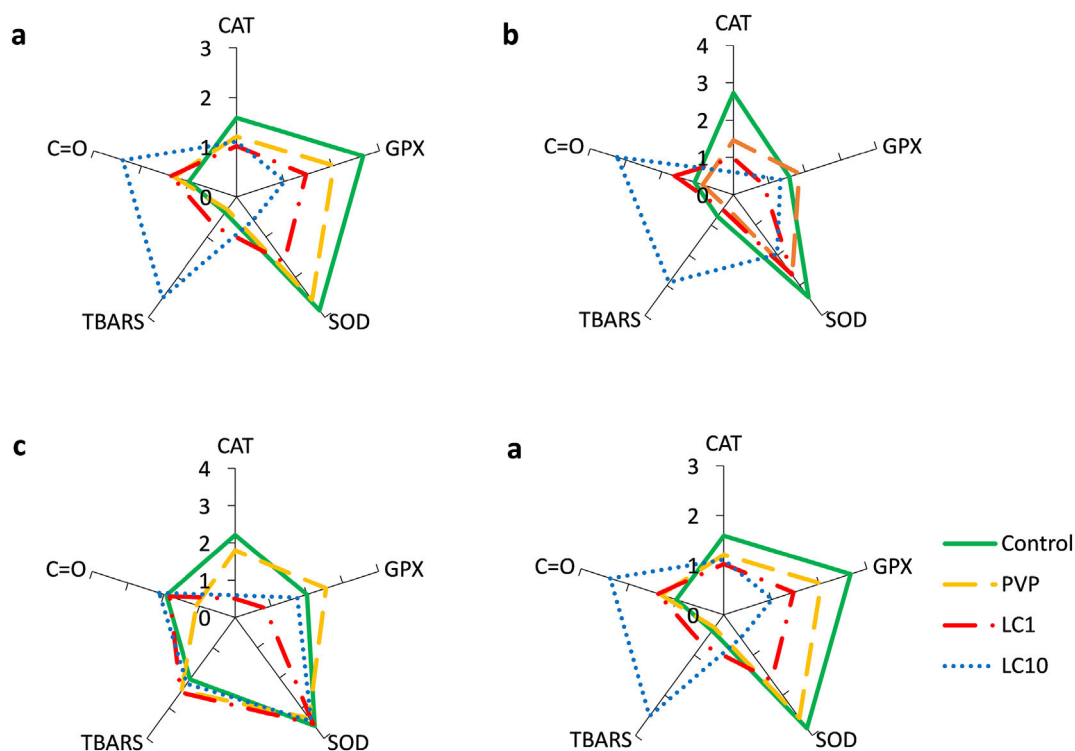 a
CAT
3
2
1
0
C=O
GPX
TBARS
SOD
b
CAT
4
3
2
1
0
C=O
GPX
TBARS
SOD
c
CAT
4
3
2
1
0
C=O
GPX
TBARS
SOD
a
CAT
3
2
1
0
C=O
GPX
TBARS
SOD
Control
PVP
LC1
LC10